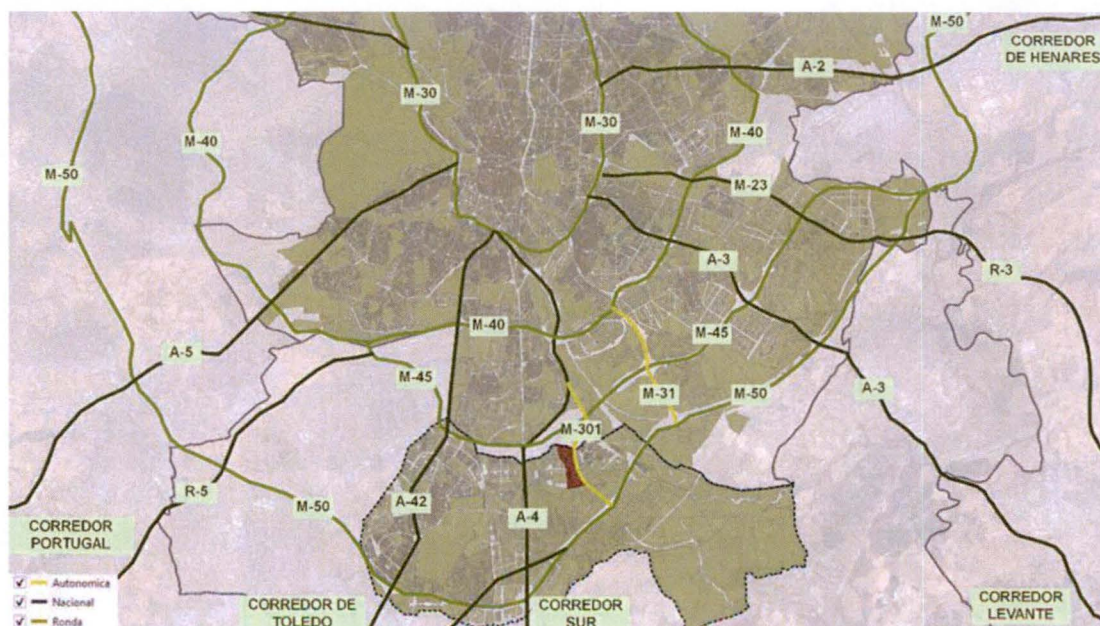 M-50
CORREDOR
DE HENARES
A-2
M-30
M-30
M-40
M-40
M-50
M-23
A-3
R-3
M-40
M-45
A-5
M-45
M-31
M-50
A-3
M-301
R-5
A-42
M-50
A-4
CORREDOR
PORTUGAL
Autonomica
Nacional
Ronda
CORREDOR DE
TOLEDO
CORREDOR
SUR
CORREDOR
LEVANTE